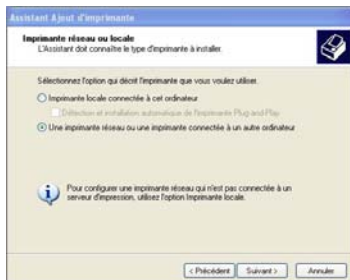 Assistant Ajout d'imprimante
Imprimante réseau ou locale
L'Assistant doit connaître le type d'imprimante à installer.
Sélectionnez l'option qui décrit l'imprimante que vous voulez utiliser.
Imprimante locale connectée à cet ordinateur
Détection et installation automatique de l'imprimante Plug-and-Play
Une imprimante réseau ou une imprimante connectée à un autre ordinateur
Pour configurer une imprimante réseau qui n'est pas connectée à un
serveur d'impression, utilisez l'option Imprimante locale.
< Précédent Suivant > Annuler